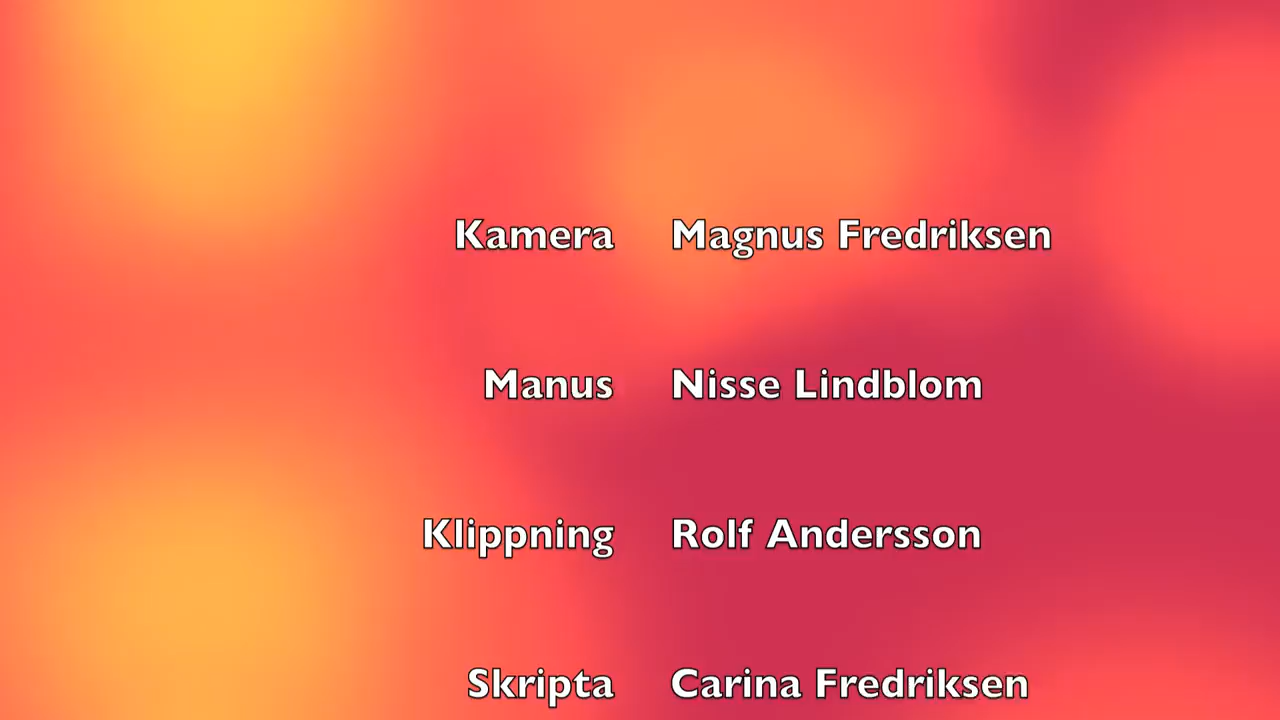 Kamera Magnus Fredriksen
Manus Nisse Lindblom
Klippning Rolf Andersson
Skripta Carina Fredriksen